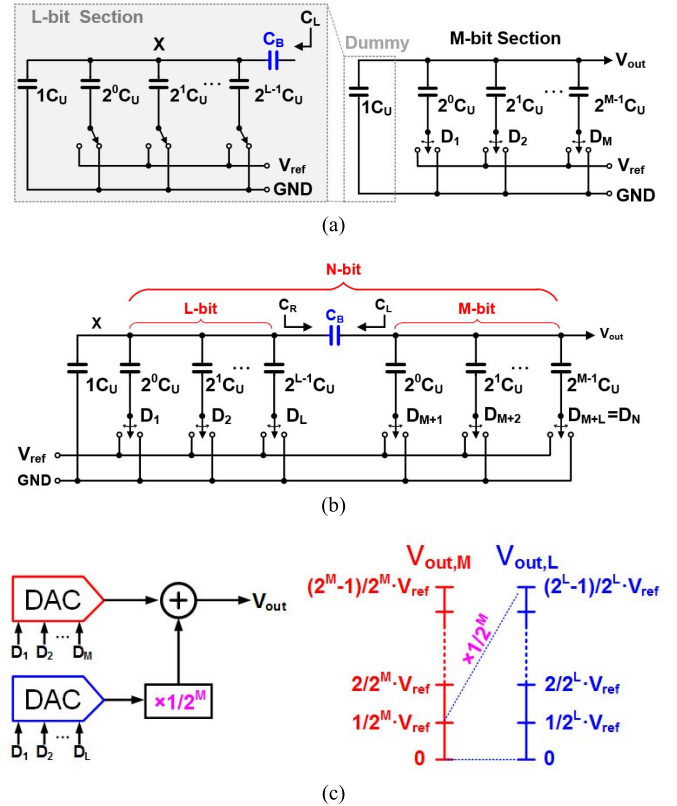 L-bit Section
C_L
X
C_B
Dummy
M-bit Section
V_out
1C_U
2^0C_U
2^1C_U
...
2^{L-1}C_U
1C_U
2^0C_U
2^1C_U
...
2^{M-1}C_U
D_1
D_2
D_M
V_ref
V_ref
GND
GND
(a)
N-bit
C_R
C_L
X
L-bit
C_B
M-bit
V_out
1C_U
2^0C_U
2^1C_U
...
2^{L-1}C_U
2^0C_U
2^1C_U
...
2^{M-1}C_U
D_1
D_2
D_L
D_{M+1}
D_{M+2}
D_{M+L}=D_N
V_ref
GND
(b)
DAC
+
V_out
D_1 D_2 ... D_M
DAC
×1/2^M
D_1 D_2 ... D_L
V_{out,M}
V_{out,L}
(2^M-1)/2^M·V_ref
(2^L-1)/2^L·V_ref
×1/2^M
2/2^M·V_ref
2/2^L·V_ref
1/2^M·V_ref
1/2^L·V_ref
0
0
(c)